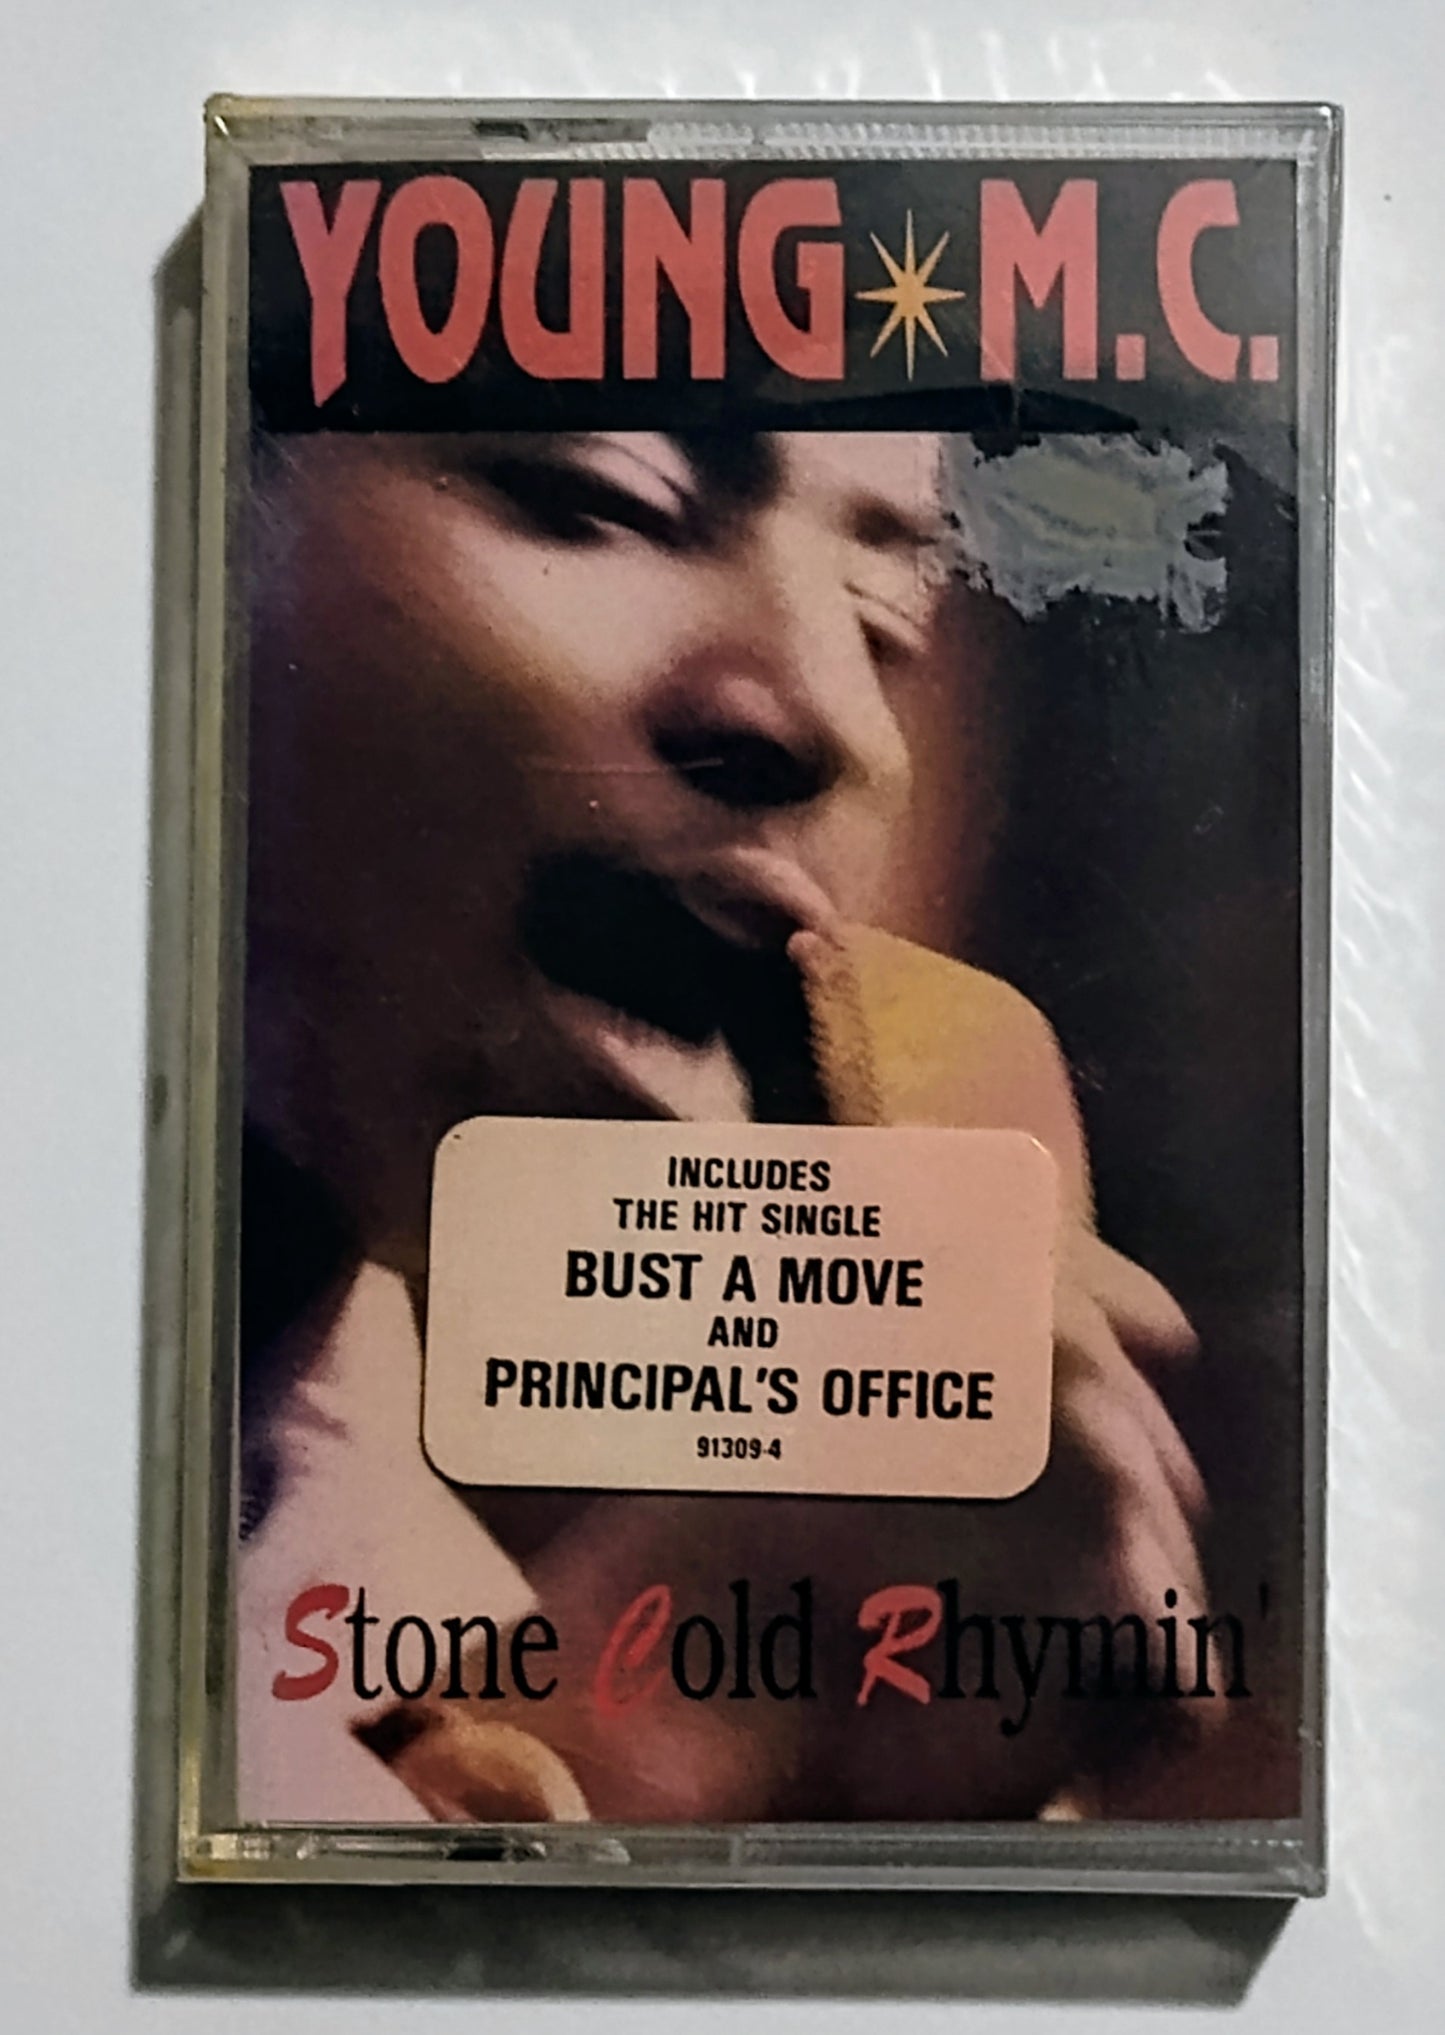 YOUNG M.C.
INCLUDES
THE HIT SINGLE
BUST A MOVE
AND
PRINCIPAL'S OFFICE
91309-4
Stone Cold Rhymin'